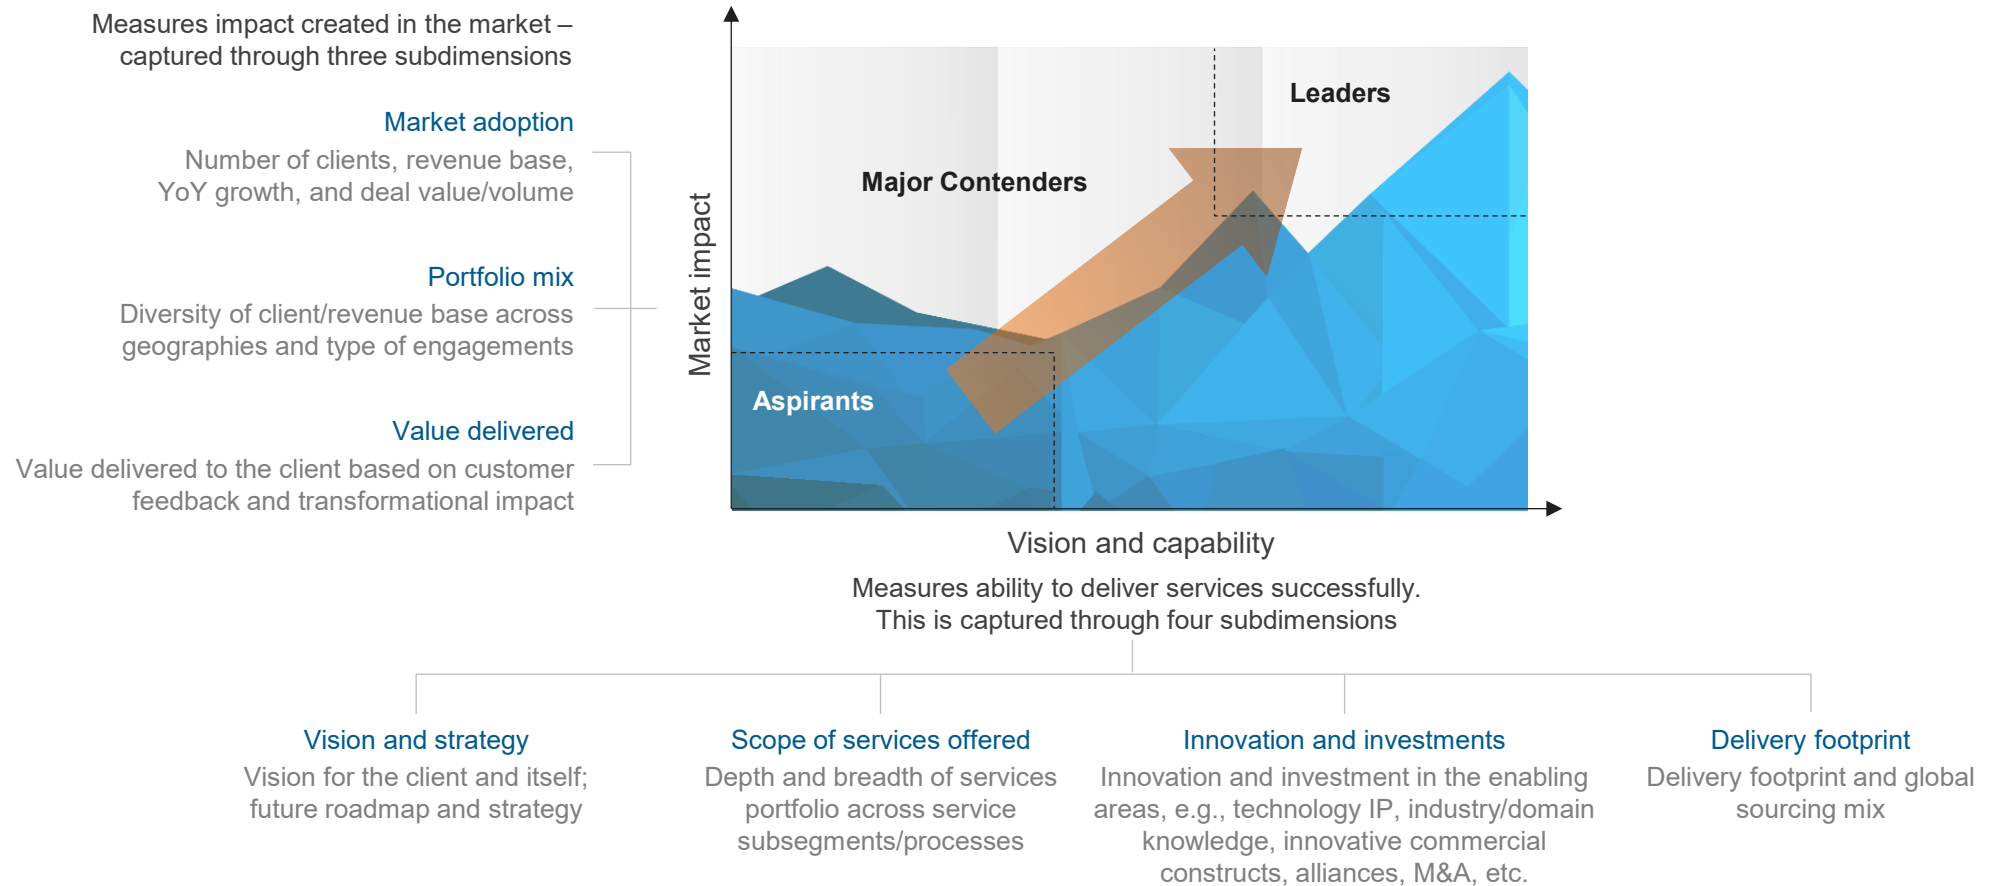 Measures impact created in the market –
captured through three subdimensions
Market adoption
Number of clients, revenue base,
YoY growth, and deal value/volume
Portfolio mix
Diversity of client/revenue base across
geographies and type of engagements
Value delivered
Value delivered to the client based on customer
feedback and transformational impact
Market impact
Leaders
Major Contenders
Aspirants
Vision and capability
Measures ability to deliver services successfully.
This is captured through four subdimensions
Vision and strategy
Vision for the client and itself;
future roadmap and strategy
Scope of services offered
Depth and breadth of services
portfolio across service
subsegments/processes
Innovation and investments
Innovation and investment in the enabling
areas, e.g., technology IP, industry/domain
knowledge, innovative commercial
constructs, alliances, M&A, etc.
Delivery footprint
Delivery footprint and global
sourcing mix